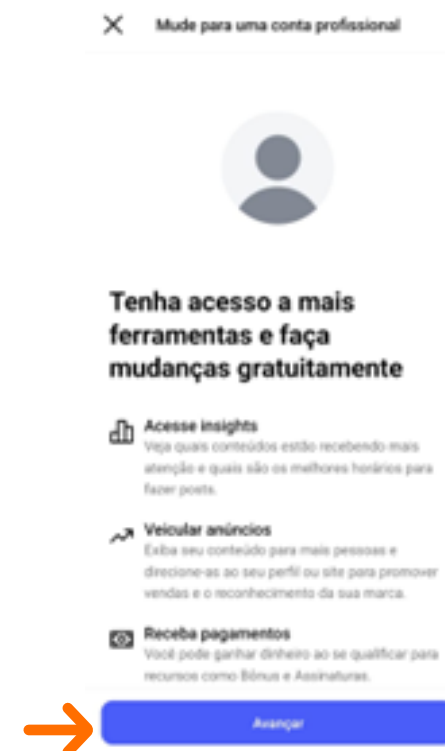 Mude para uma conta profissional
Tenha acesso a mais
ferramentas e faça
mudanças gratuitamente
Acesse insights
Veja quais conteúdos estão recebendo mais
atenção e quais são os melhores horários para
fazer posts.
Veicular anúncios
Exiba seu conteúdo para mais pessoas e
direcione-as ao seu perfil ou site para promover
vendas e o reconhecimento da sua marca.
Receba pagamentos
Você pode ganhar dinheiro ao se qualificar para
recursos como Bônus e Assinaturas.
Avançar